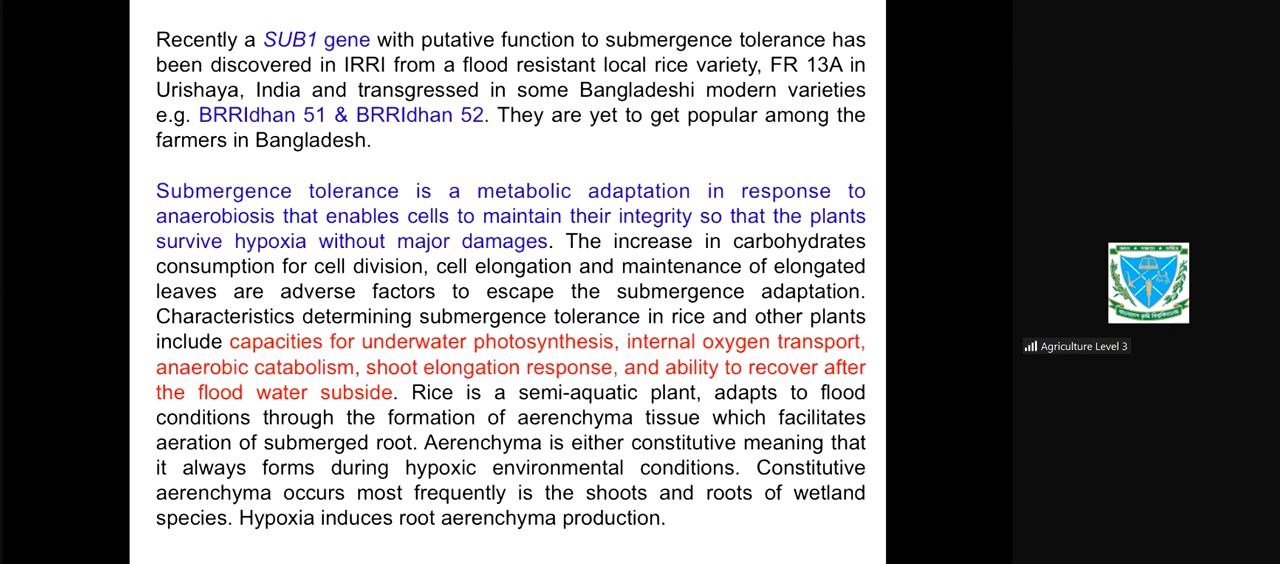 Recently a SUB1 gene with putative function to submergence tolerance has
been discovered in IRRI from a flood resistant local rice variety, FR 13A in
Urishaya, India and transgressed in some Bangladeshi modern varieties
e.g. BRRIdhan 51 & BRRIdhan 52. They are yet to get popular among the
farmers in Bangladesh.
Submergence tolerance is a metabolic adaptation in response to
anaerobiosis that enables cells to maintain their integrity so that the plants
survive hypoxia without major damages. The increase in carbohydrates
consumption for cell division, cell elongation and maintenance of elongated
leaves are adverse factors to escape the submergence adaptation.
Characteristics determining submergence tolerance in rice and other plants
include capacities for underwater photosynthesis, internal oxygen transport,
anaerobic catabolism, shoot elongation response, and ability to recover after
the flood water subside. Rice is a semi-aquatic plant, adapts to flood
conditions through the formation of aerenchyma tissue which facilitates
aeration of submerged root. Aerenchyma is either constitutive meaning that
it always forms during hypoxic environmental conditions. Constitutive
aerenchyma occurs most frequently is the shoots and roots of wetland
species. Hypoxia induces root aerenchyma production.
Agriculture Level 3